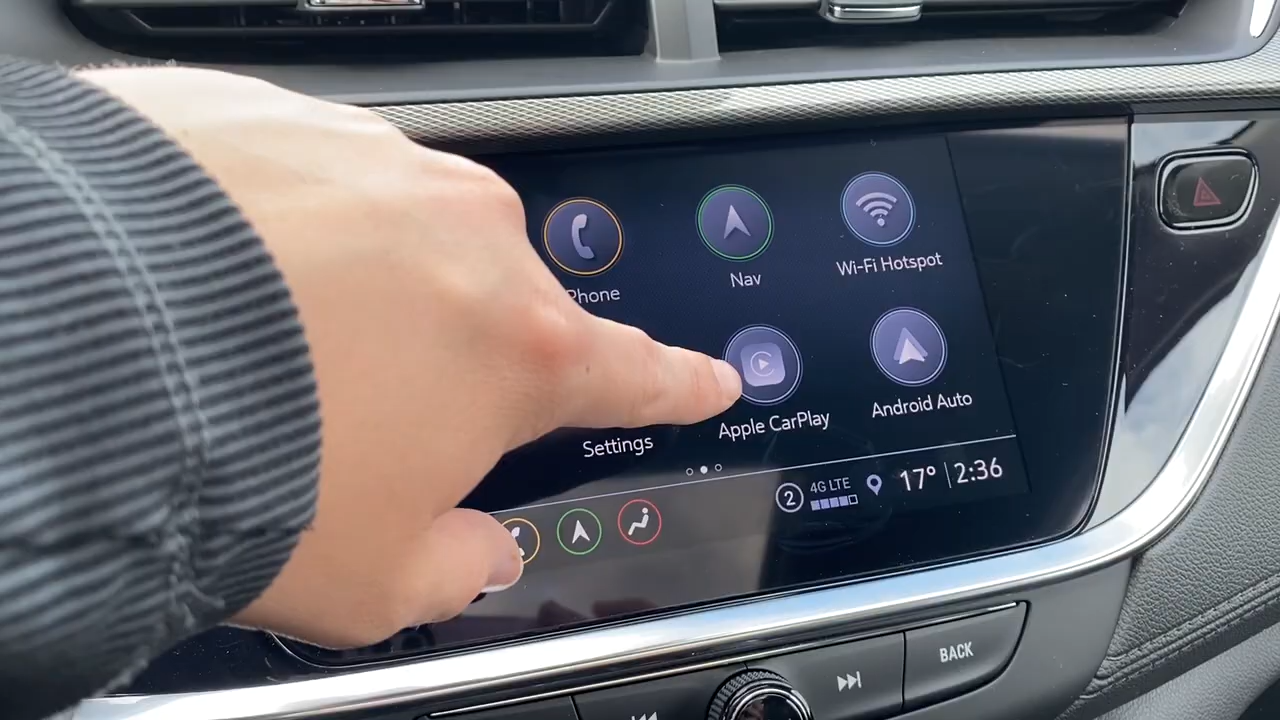 Phone
Nav
Wi-Fi Hotspot
Settings
Apple CarPlay
Android Auto
2
4G LTE
17° 2:36
BACK